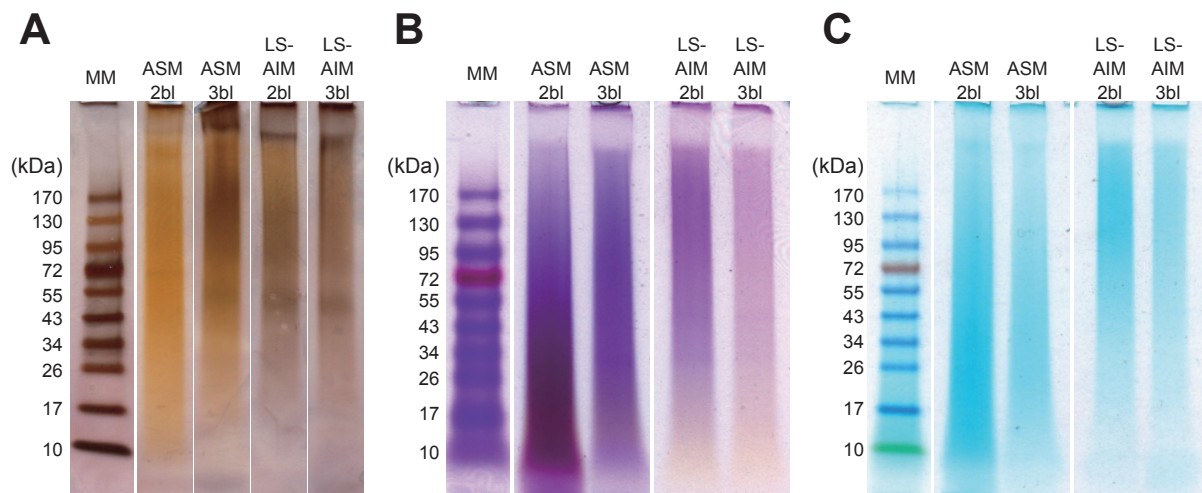 A
MM
ASM
2bl
ASM
3bl
LS-
AIM
2bl
LS-
AIM
3bl
(kDa)
170
130
95
72
55
43
34
26
17
10
B
MM
ASM
2bl
ASM
3bl
LS-
AIM
2bl
LS-
AIM
3bl
(kDa)
170
130
95
72
55
43
34
26
17
10
C
MM
ASM
2bl
ASM
3bl
LS-
AIM
2bl
LS-
AIM
3bl
(kDa)
170
130
95
72
55
43
34
26
17
10